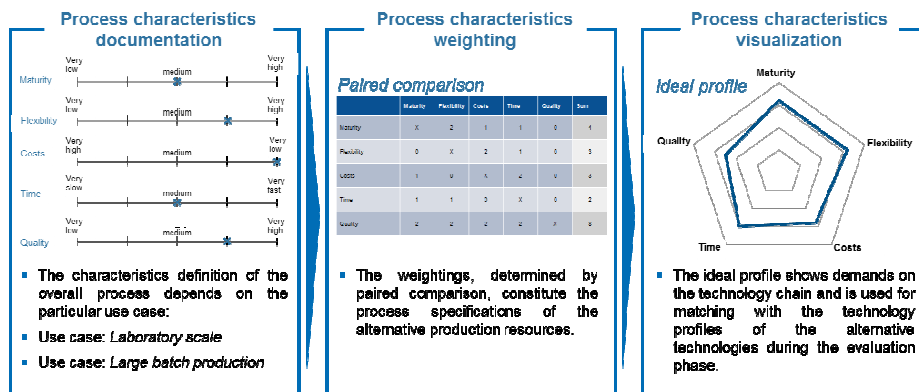 Process characteristics
documentation
Very
low
medium
Very
high
Maturity
Very
low
medium
Very
high
Flexibility
Very
high
medium
Very
low
Costs
Very
slow
medium
Very
fast
Time
Very
low
medium
Very
high
Quality
▪ The characteristics definition of the
overall process depends on the
particular use case:
▪ Use case: Laboratory scale
▪ Use case: Large batch production
Process characteristics
weighting
Paired comparison
Maturity Flexibility Costs Time Quality Sum
Maturity X 2 1 1 0 4
Flexibility 0 X 2 1 0 3
Costs 1 0 X 2 0 3
Time 1 1 0 X 0 2
Quality 2 2 2 2 X 8
▪ The weightings, determined by
paired comparison, constitute the
process specifications of the
alternative production resources.
Process characteristics
visualization
Ideal profile
Maturity
Quality
Flexibility
Time
Costs
▪ The ideal profile shows demands on
the technology chain and is used for
matching with the technology
profiles of the alternative
technologies during the evaluation
phase.